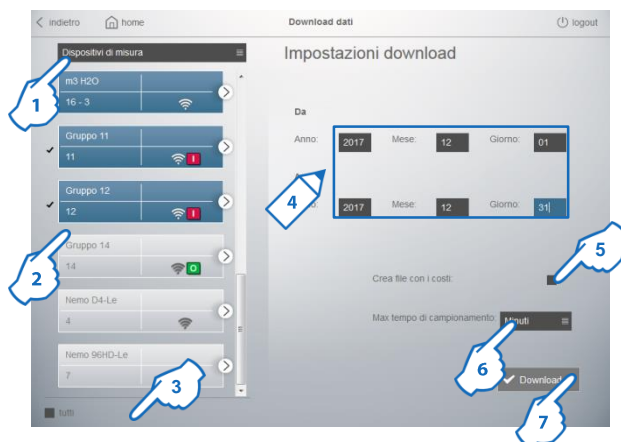 indietro home Download dati logout
Dispositivi di misura
Impostazioni download
m3 H2O
16 - 3
1
Da
Gruppo 11
11
I
Anno: 2017 Mese: 12 Giorno: 01
4
Gruppo 12
12
I
2017 Mese: 12 Giorno: 31
2
Gruppo 14
14
O
5
Crea file con i costi:
Nemo D4-Le
4
Max tempo di campionamento: Minuti
6
Nemo 96HD-Le
7
3
Download
7
tutti